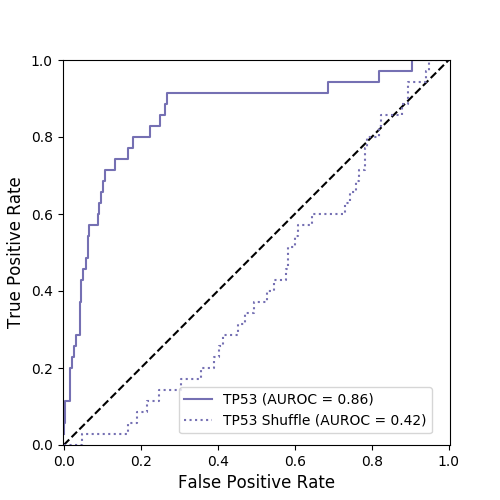 1.0
0.8
0.6
0.4
0.2
0.0
True Positive Rate
TP53 (AUROC = 0.86)
TP53 Shuffle (AUROC = 0.42)
0.0 0.2 0.4 0.6 0.8 1.0
False Positive Rate